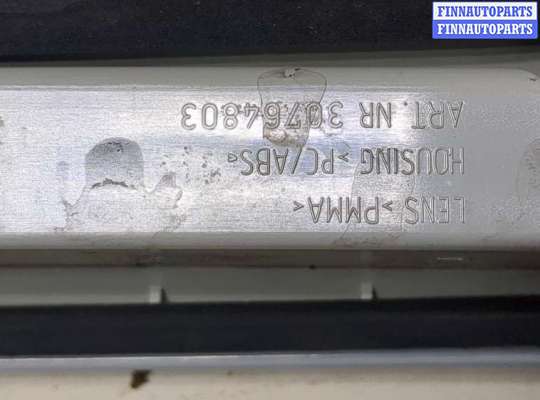 FINNAUTOPARTS
FINNAUTOPARTS
LENS >PMMA<
HOUSING >PC/ABS<
ART.NR 30764803